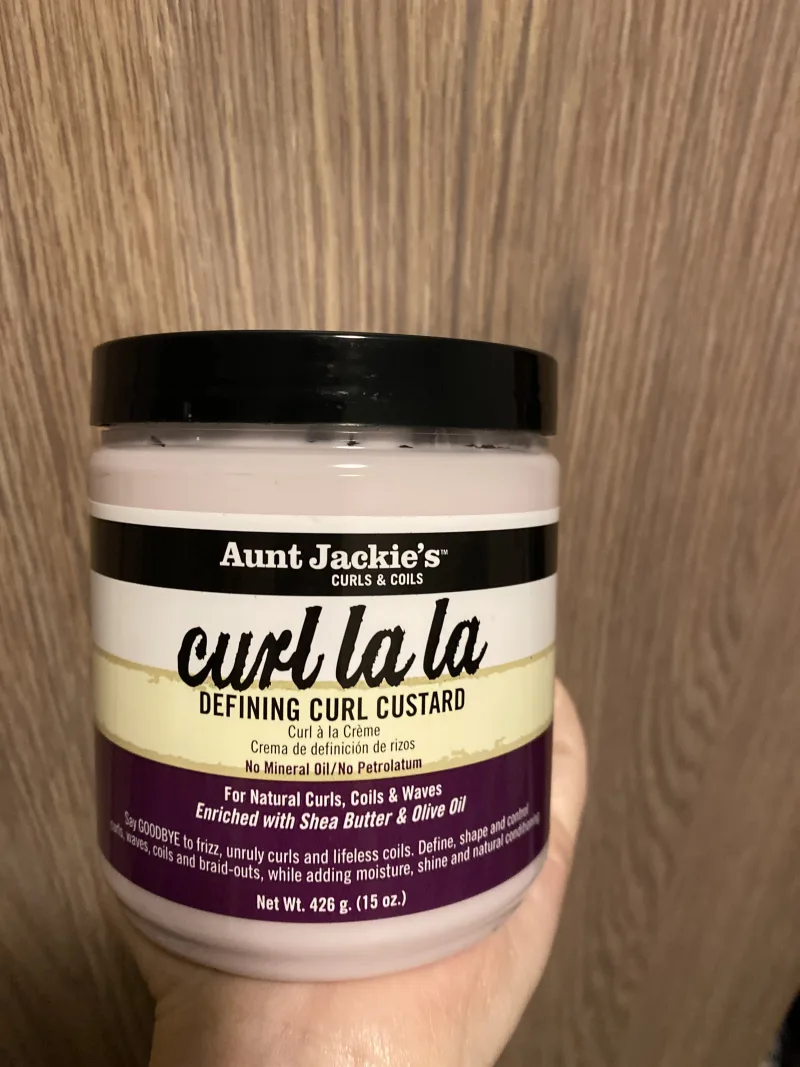 Aunt Jackie's™
CURLS & COILS
curl la la
DEFINING CURL CUSTARD
Curl à la Crème
Crema de definición de rizos
No Mineral Oil/No Petrolatum
For Natural Curls, Coils & Waves
Enriched with Shea Butter & Olive Oil
Say GOODBYE to frizz, unruly curls and lifeless coils. Define, shape and control
curls, waves, coils and braid-outs, while adding moisture, shine and natural conditioning
Net Wt. 426 g. (15 oz.)